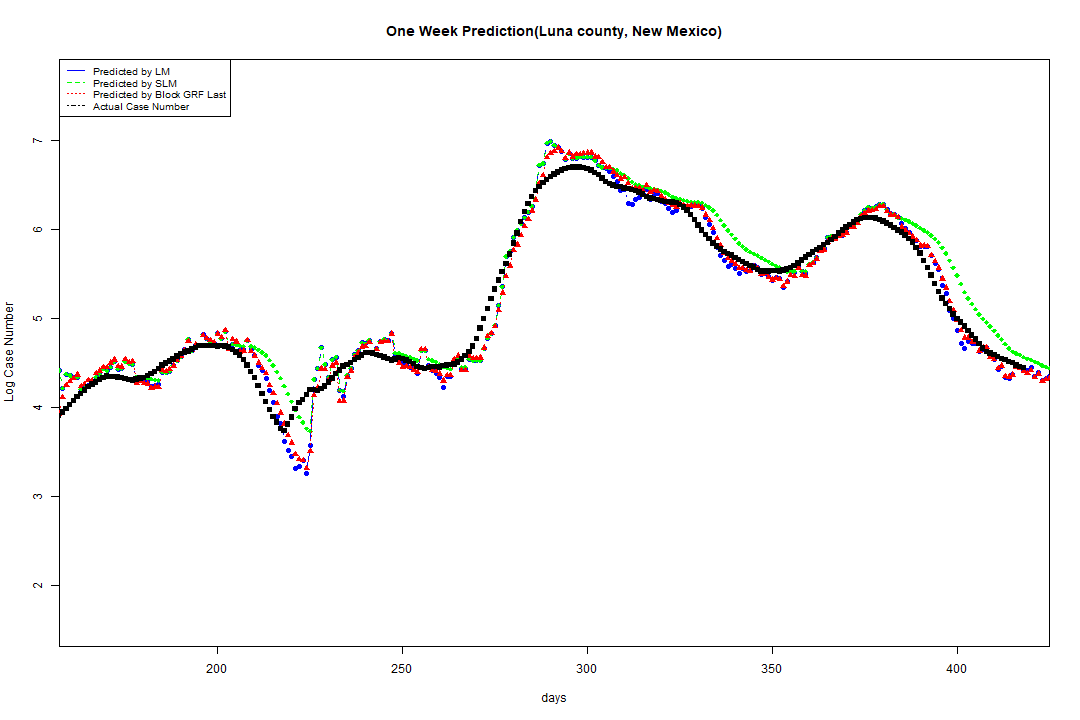 One Week Prediction(Luna county, New Mexico)
Predicted by LM
Predicted by SLM
Predicted by Block GRF Last
Actual Case Number
7
6
5
4
3
2
Log Case Number
200
250
300
350
400
days